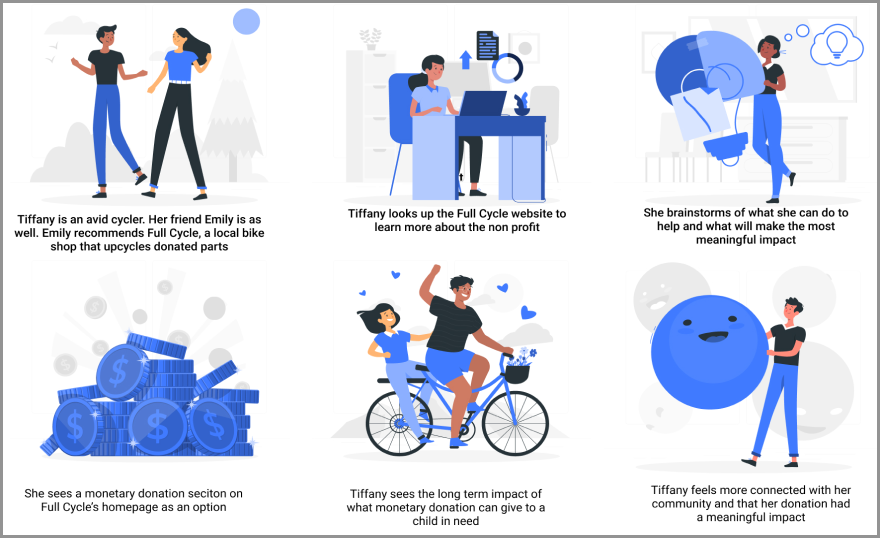 Tiffany is an avid cycler. Her friend Emily is as
well. Emily recommends Full Cycle, a local bike
shop that upcycles donated parts
Tiffany looks up the Full Cycle website to
learn more about the non profit
She brainstorms of what she can do to
help and what will make the most
meaningful impact
$
$
$
$
She sees a monetary donation seciton on
Full Cycle's homepage as an option
Tiffany sees the long term impact of
what monetary donation can give to a
child in need
Tiffany feels more connected with her
community and that her donation had
a meaningful impact